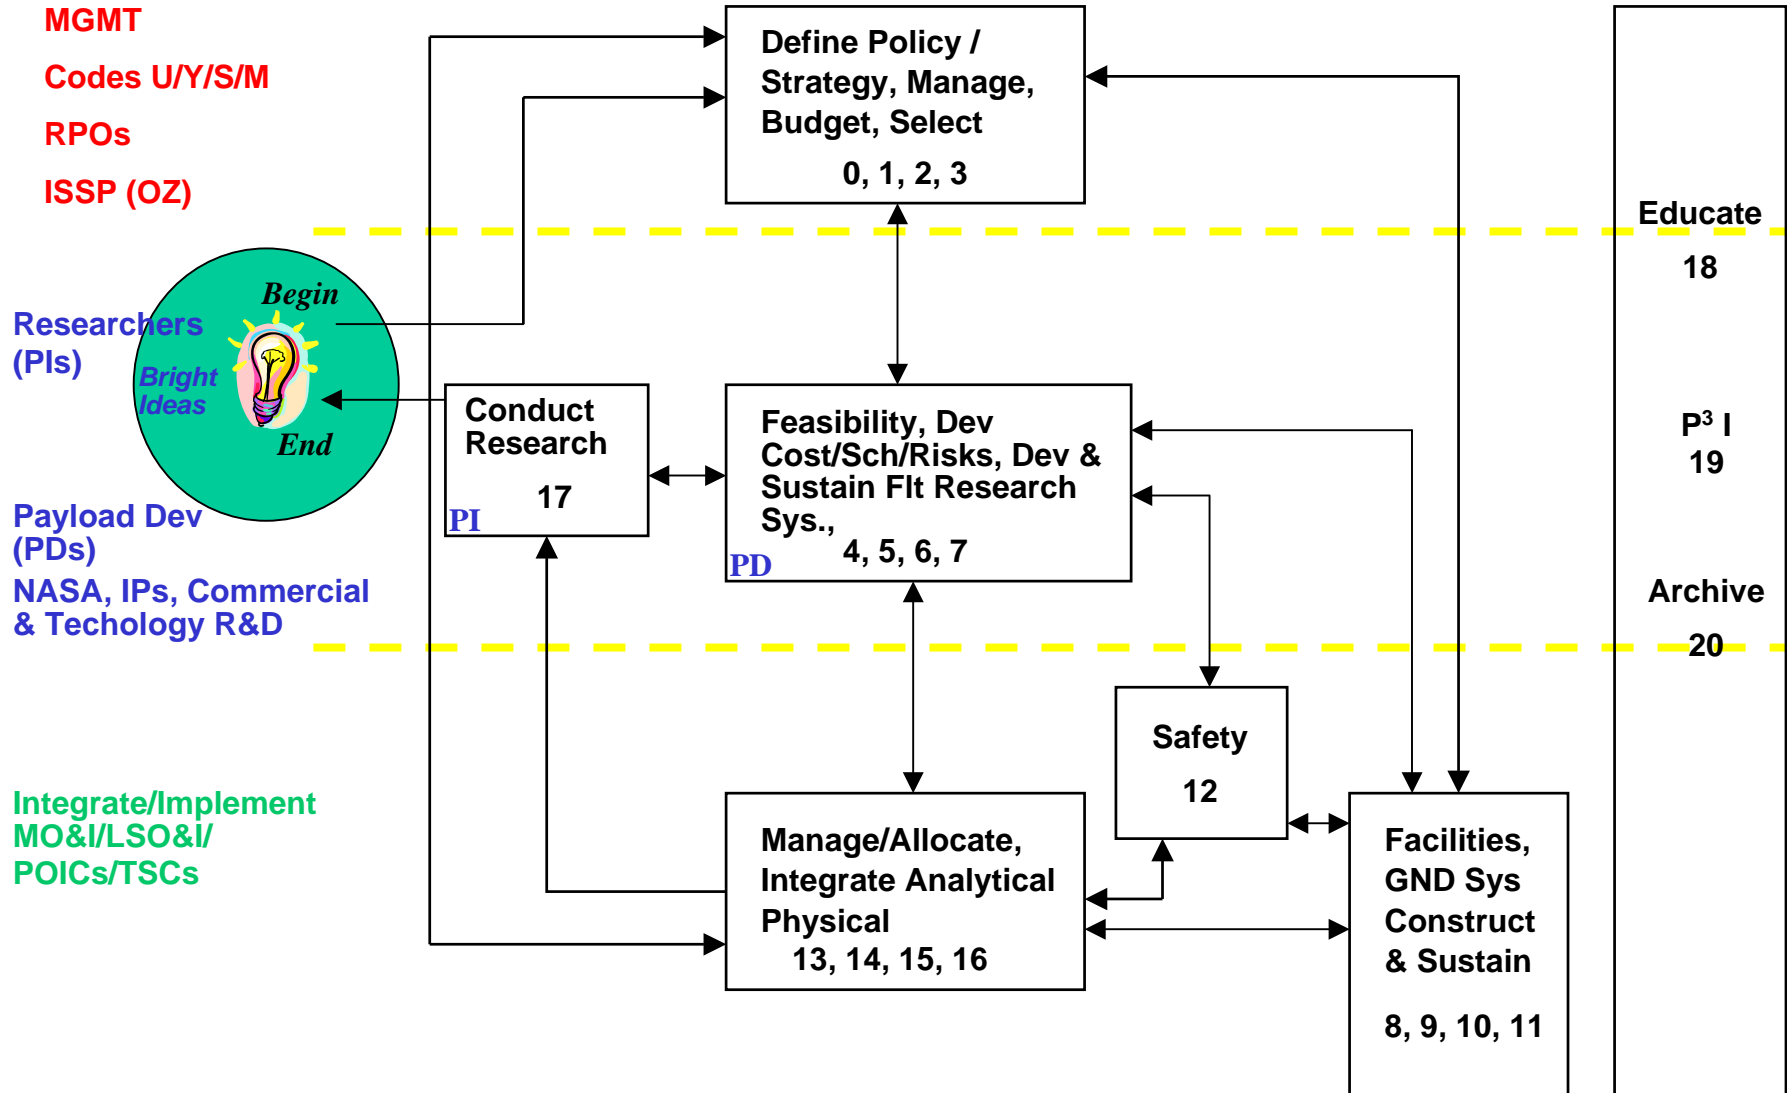 MGMT
Codes U/Y/S/M
RPOs
ISSP (OZ)
Define Policy /
Strategy, Manage,
Budget, Select
0, 1, 2, 3
Educate
18
Begin
Researchers
(PIs)
Bright
Ideas
End
Conduct
Research
17
PI
Feasibility, Dev
Cost/Sch/Risks, Dev &
Sustain Flt Research
Sys.,
4, 5, 6, 7
PD
P3 I
19
Payload Dev
(PDs)
NASA, IPs, Commercial
& Techology R&D
Archive
20
Safety
12
Integrate/Implement
MO&I/LSO&I/
POICs/TSCs
Manage/Allocate,
Integrate Analytical
Physical
13, 14, 15, 16
Facilities,
GND Sys
Construct
& Sustain
8, 9, 10, 11